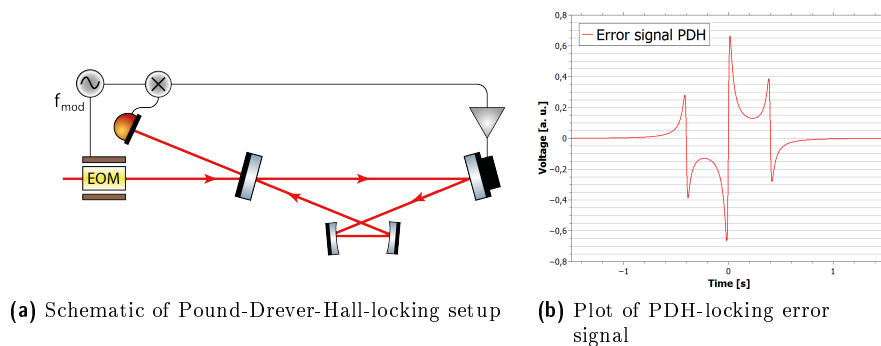 f_mod
EOM
(a) Schematic of Pound-Drever-Hall-locking setup
0,8
0,6
0,4
0,2
0
-0,2
-0,4
-0,6
-0,8
Voltage [a. u.]
Error signal PDH
−1
0
1
Time [s]
(b) Plot of PDH-locking error
signal